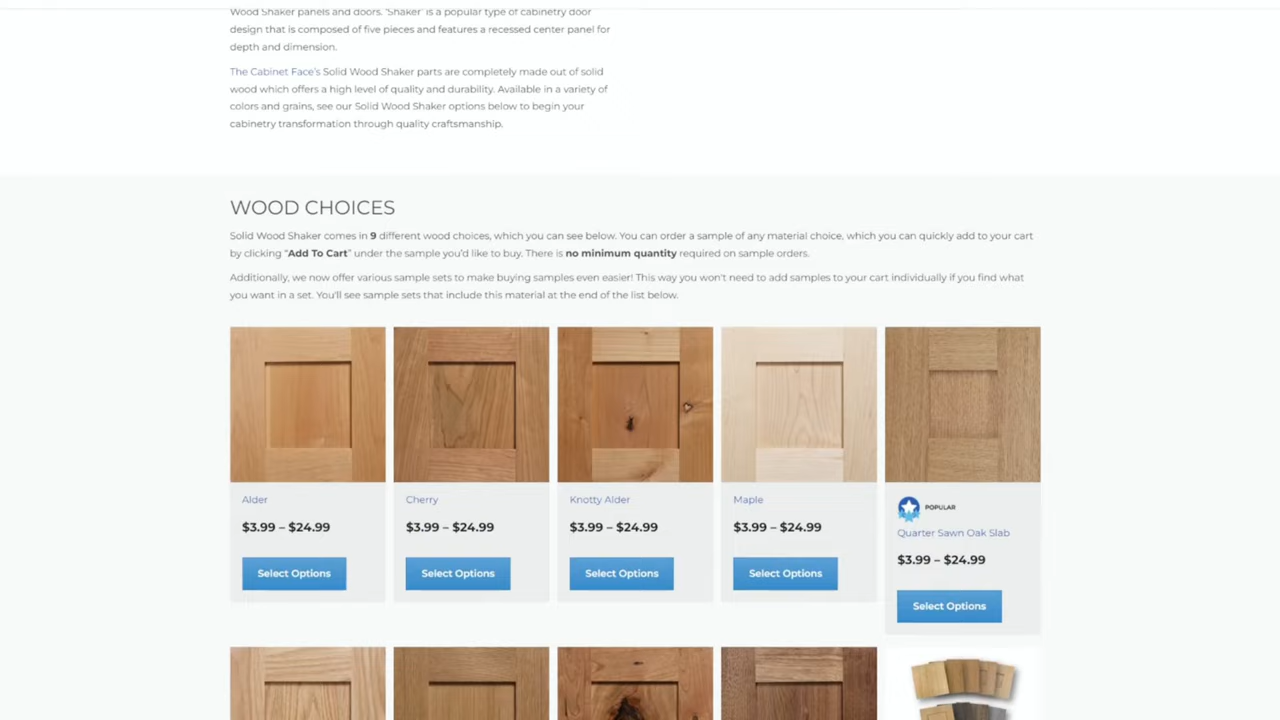 Wood Shaker panels and doors. 'Shaker' is a popular type of cabinetry door
design that is composed of five pieces and features a recessed center panel for
depth and dimension.
The Cabinet Face's Solid Wood Shaker parts are completely made out of solid
wood which offers a high level of quality and durability. Available in a variety of
colors and grains, see our Solid Wood Shaker options below to begin your
cabinetry transformation through quality craftsmanship.
WOOD CHOICES
Solid Wood Shaker comes in 9 different wood choices, which you can see below. You can order a sample of any material choice, which you can quickly add to your cart
by clicking "Add To Cart" under the sample you'd like to buy. There is no minimum quantity required on sample orders.
Additionally, we now offer various sample sets to make buying samples even easier! This way you won't need to add samples to your cart individually if you find what
you want in a set. You'll see sample sets that include this material at the end of the list below.
Alder
$3.99 – $24.99
Select Options
Cherry
$3.99 – $24.99
Select Options
Knotty Alder
$3.99 – $24.99
Select Options
Maple
$3.99 – $24.99
Select Options
POPULAR
Quarter Sawn Oak Slab
$3.99 – $24.99
Select Options